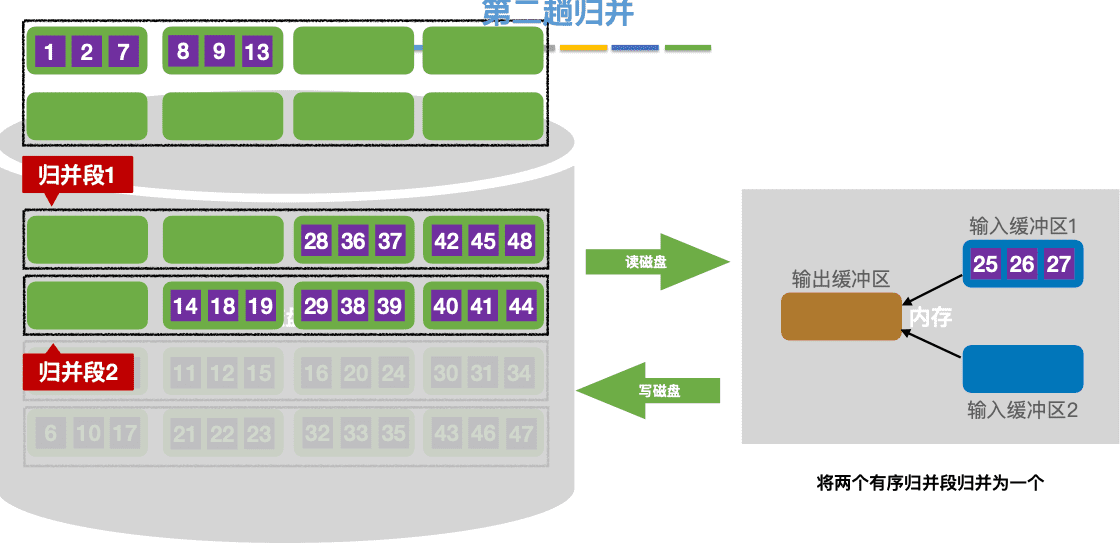 第二趟归并
1 2 7 8 9 13
归并段1
28 36 37 42 45 48
14 18 19 29 38 39 40 41 44
归并段2
11 12 15 16 20 24 30 31 34
6 10 17 21 22 23 32 33 35 43 46 47
读磁盘
写磁盘
输入缓冲区1
25 26 27
输出缓冲区
内存
输入缓冲区2
将两个有序归并段归并为一个